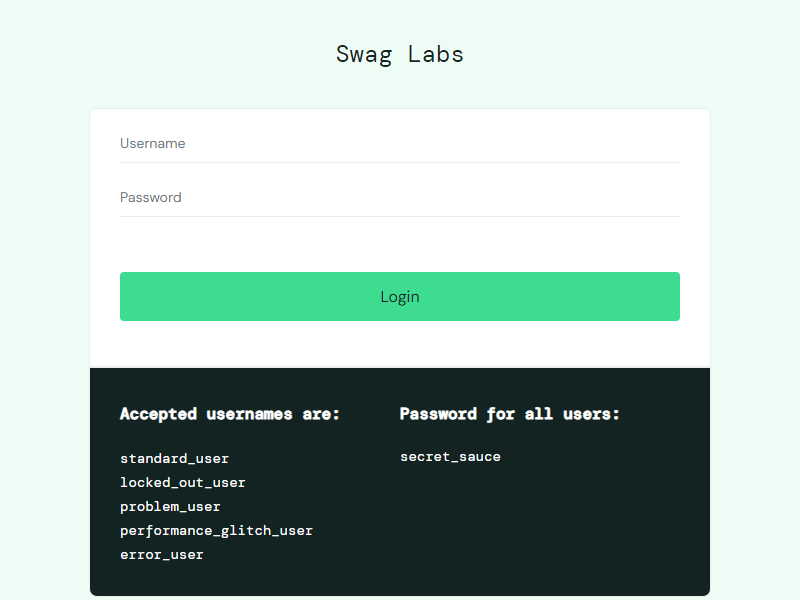 Swag Labs
Username
Password
Login
Accepted usernames are:
standard_user
locked_out_user
problem_user
performance_glitch_user
error_user
Password for all users:
secret_sauce